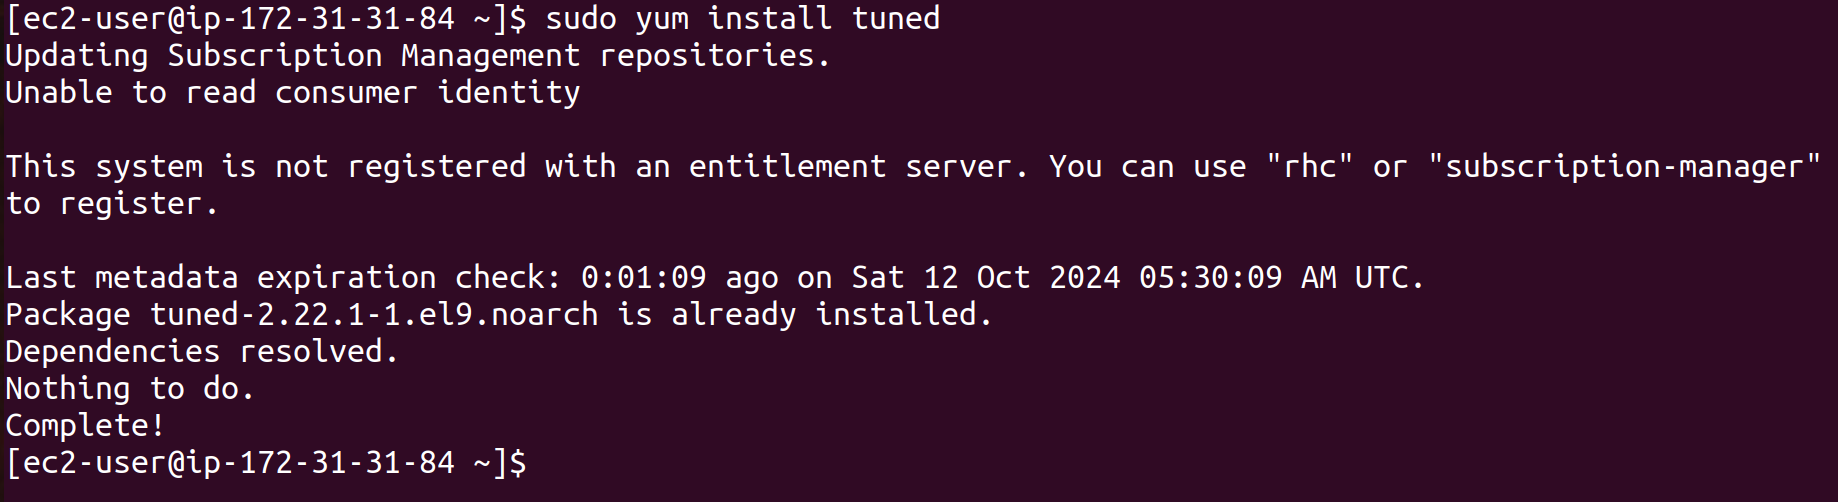 [ec2-user@ip-172-31-31-84 ~]$ sudo yum install tuned
Updating Subscription Management repositories.
Unable to read consumer identity
This system is not registered with an entitlement server. You can use "rhc" or "subscription-manager"
to register.
Last metadata expiration check: 0:01:09 ago on Sat 12 Oct 2024 05:30:09 AM UTC.
Package tuned-2.22.1-1.el9.noarch is already installed.
Dependencies resolved.
Nothing to do.
Complete!
[ec2-user@ip-172-31-31-84 ~]$